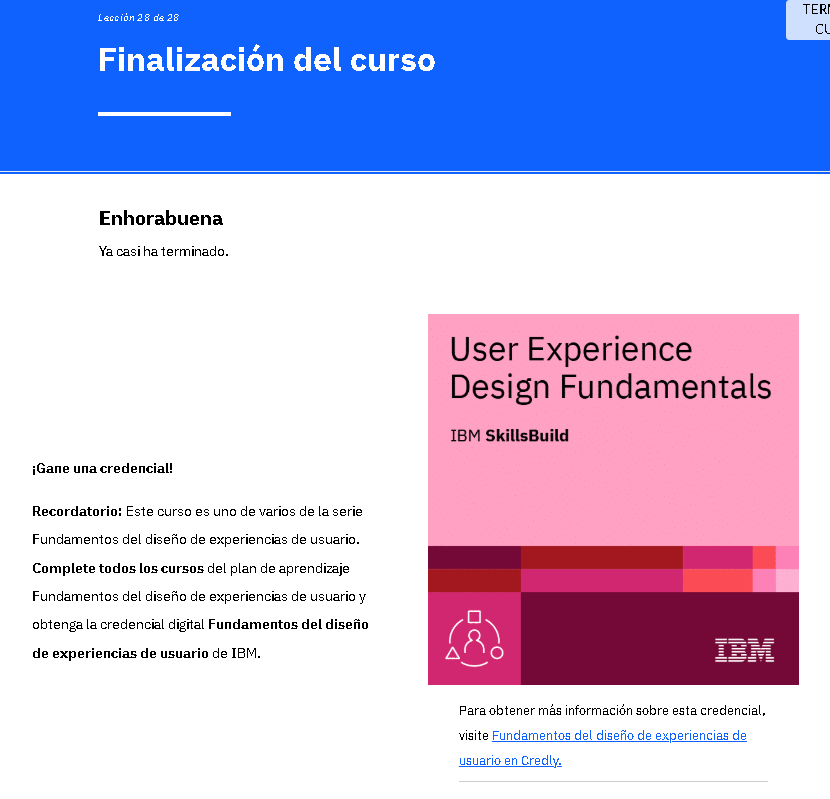 Lección 28 de 28
Finalización del curso
Enhorabuena
Ya casi ha terminado.
User Experience
Design Fundamentals
IBM SkillsBuild
¡Gane una credencial!
Recordatorio: Este curso es uno de varios de la serie
Fundamentos del diseño de experiencias de usuario.
Complete todos los cursos del plan de aprendizaje
Fundamentos del diseño de experiencias de usuario y
obtenga la credencial digital Fundamentos del diseño
de experiencias de usuario de IBM.
IBM
Para obtener más información sobre esta credencial,
visite Fundamentos del diseño de experiencias de
usuario en Credly.